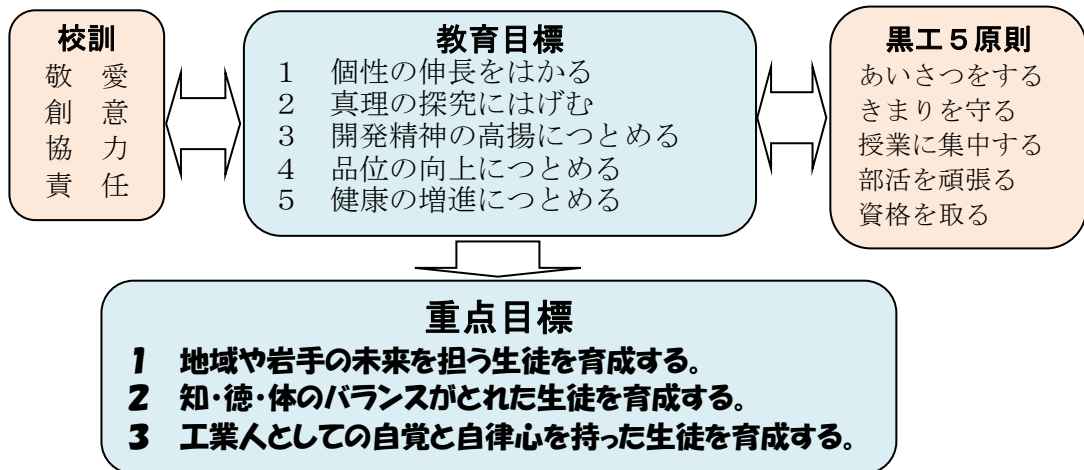 校訓
敬　愛
創　意
協　力
責　任
教育目標
１　個性の伸長をはかる
２　真理の探究にはげむ
３　開発精神の高揚につとめる
４　品位の向上につとめる
５　健康の増進につとめる
黒工５原則
あいさつをする
きまりを守る
授業に集中する
部活を頑張る
資格を取る
重点目標
１　地域や岩手の未来を担う生徒を育成する。
２　知・徳・体のバランスがとれた生徒を育成する。
３　工業人としての自覚と自律心を持った生徒を育成する。